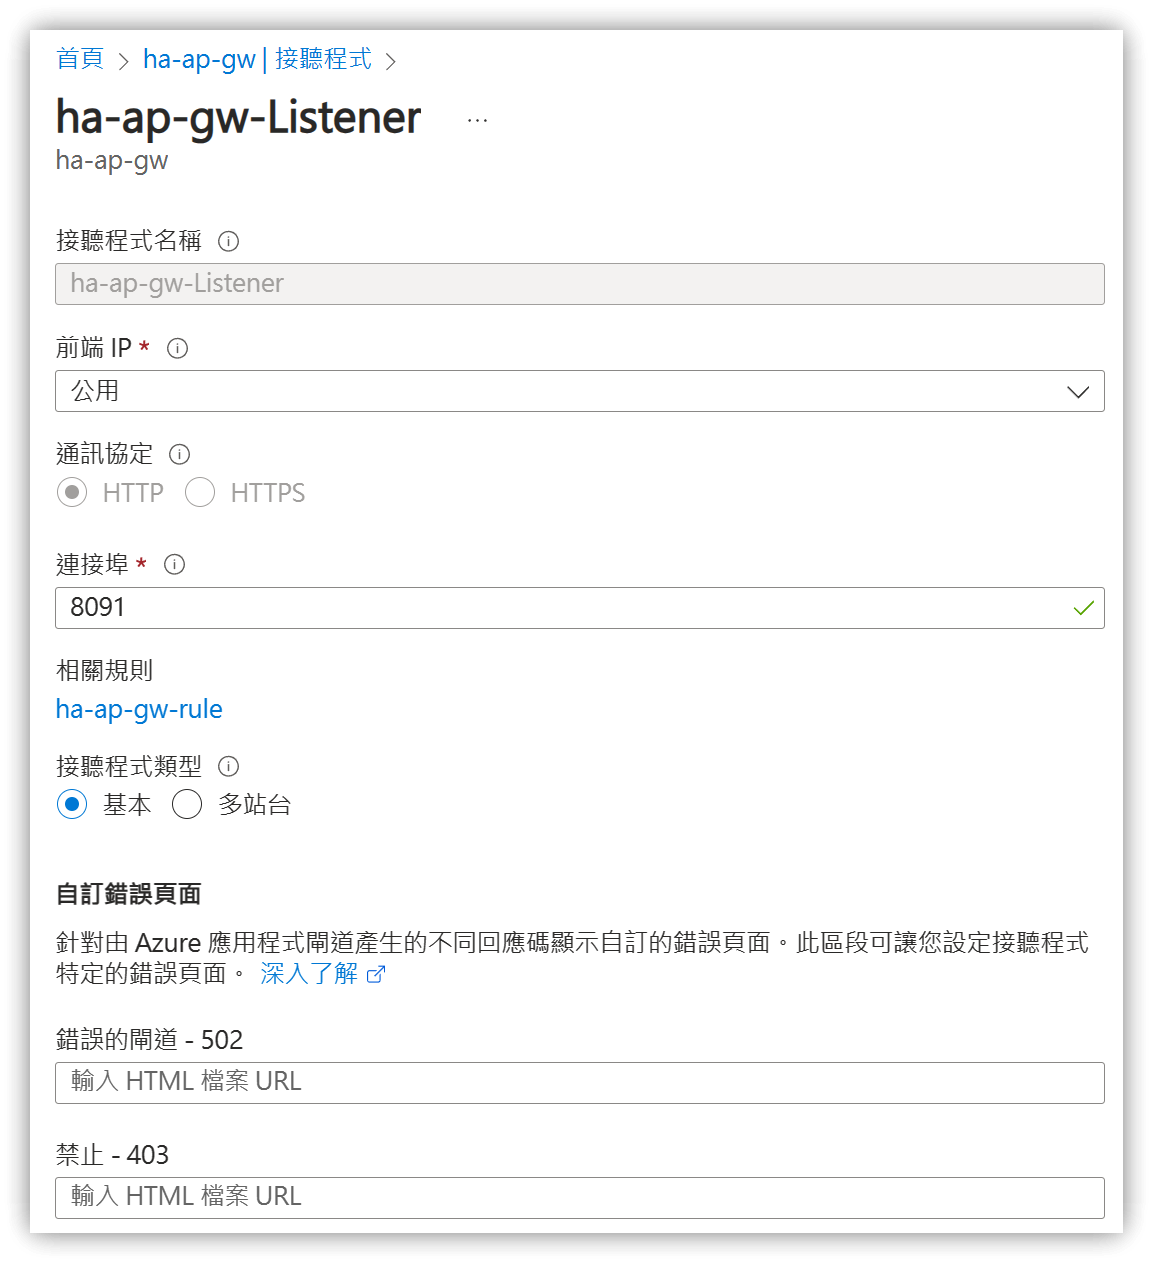 首頁 > ha-ap-gw | 接聽程式 >
ha-ap-gw-Listener ...
ha-ap-gw
接聽程式名稱
ha-ap-gw-Listener
前端 IP *
公用
通訊協定
HTTP HTTPS
連接埠 *
8091
相關規則
ha-ap-gw-rule
接聽程式類型
基本 多站台
自訂錯誤頁面
針對由 Azure 應用程式閘道產生的不同回應碼顯示自訂的錯誤頁面。此區段可讓您設定接聽程式
特定的錯誤頁面。 深入了解
錯誤的閘道 - 502
輸入 HTML 檔案 URL
禁止 - 403
輸入 HTML 檔案 URL